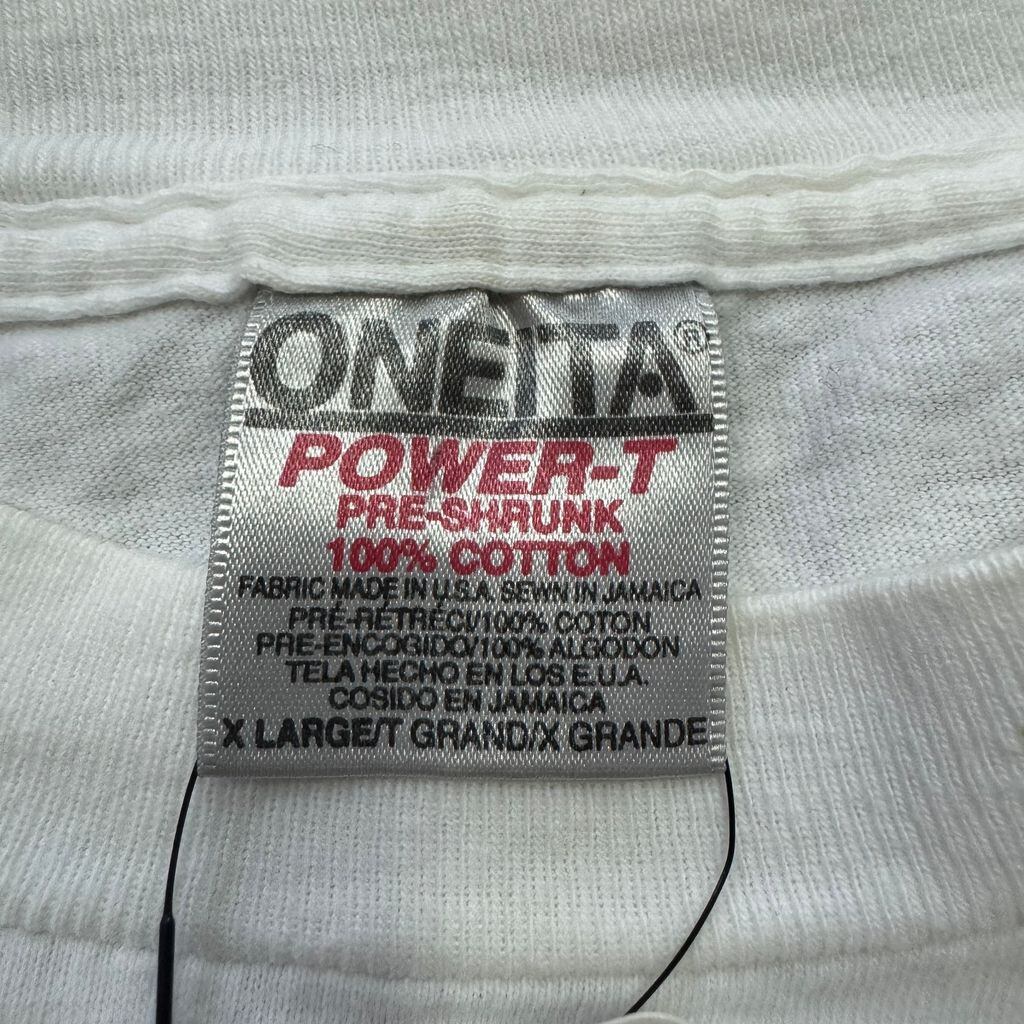 ONEITA®
POWER-T
PRE-SHRUNK
100% COTTON
FABRIC MADE IN U.S.A. SEWN IN JAMAICA
PRÉ-RÉTRÉCI/100% COTON
PRE-ENCOGIDO/100% ALGODON
TELA HECHO EN LOS E.U.A.
COSIDO EN JAMAICA
X LARGE/T GRAND/X GRANDE